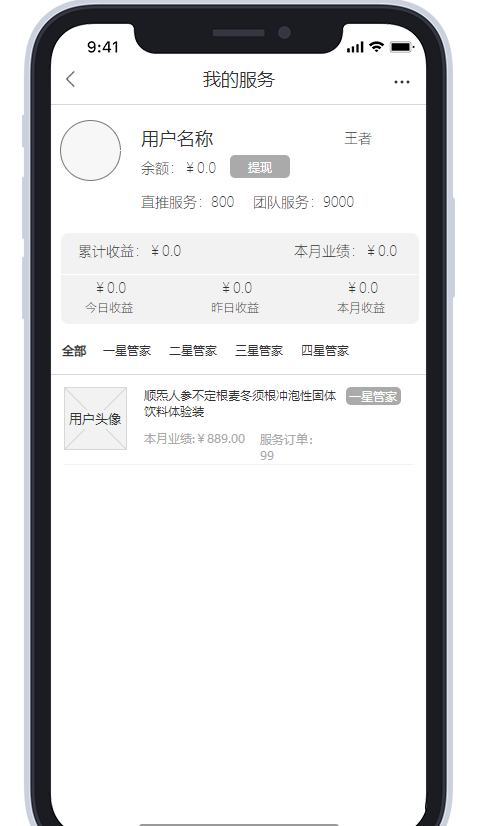 9:41
我的服务
用户名称 王者
余额：￥0.0 提现
直推服务：800 团队服务：9000
累计收益：￥0.0 本月业绩：￥0.0
￥0.0 ￥0.0 ￥0.0
今日收益 昨日收益 本月收益
全部 一星管家 二星管家 三星管家 四星管家
用户头像
顺炁人参不定根麦冬须根冲泡性固体 一星管家
饮料体验装
本月业绩:￥889.00 服务订单：
99